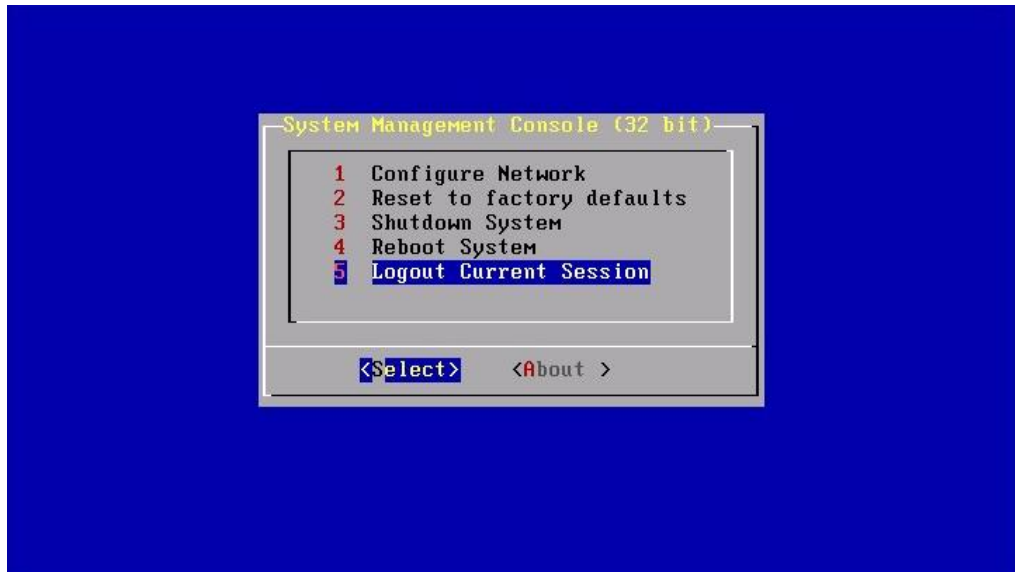 System Management Console (32 bit)
1 Configure Network
2 Reset to factory defaults
3 Shutdown System
4 Reboot System
5 Logout Current Session
<Select> <About >